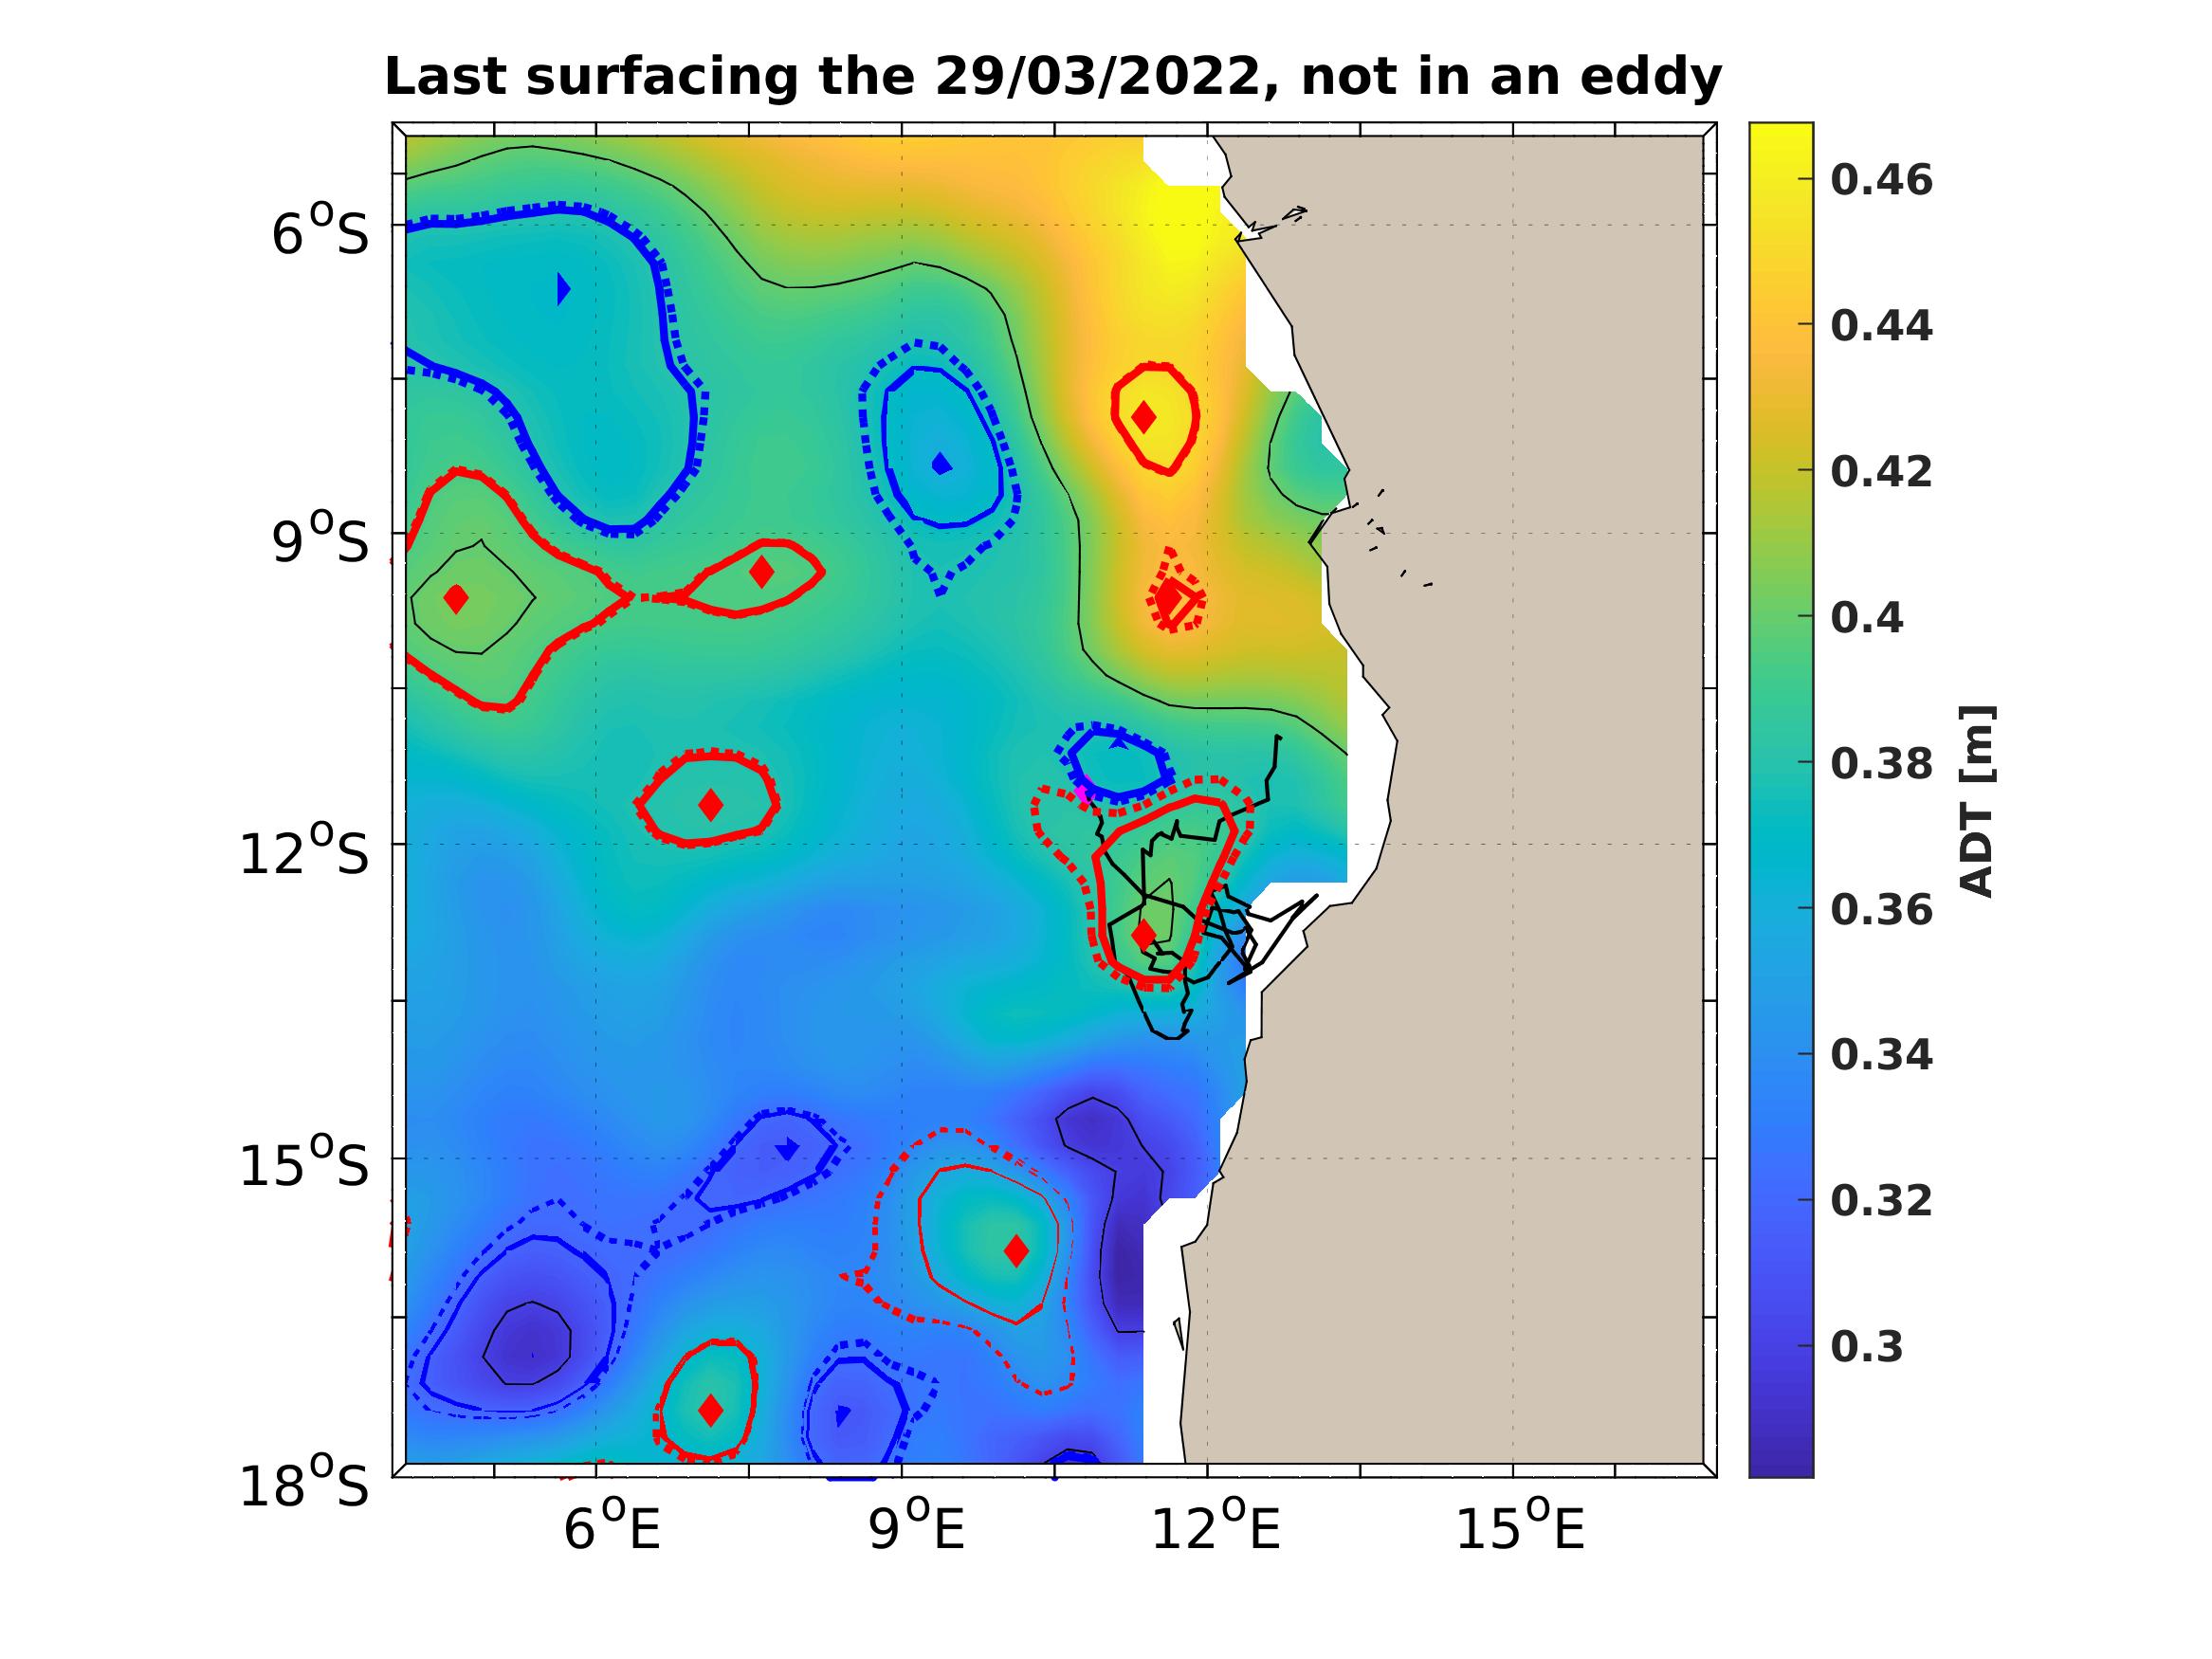 Last surfacing the 29/03/2022, not in an eddy
6°S
9°S
12°S
15°S
18°S
6°E
9°E
12°E
15°E
0.46
0.44
0.42
0.4
0.38
0.36
0.34
0.32
0.3
ADT [m]